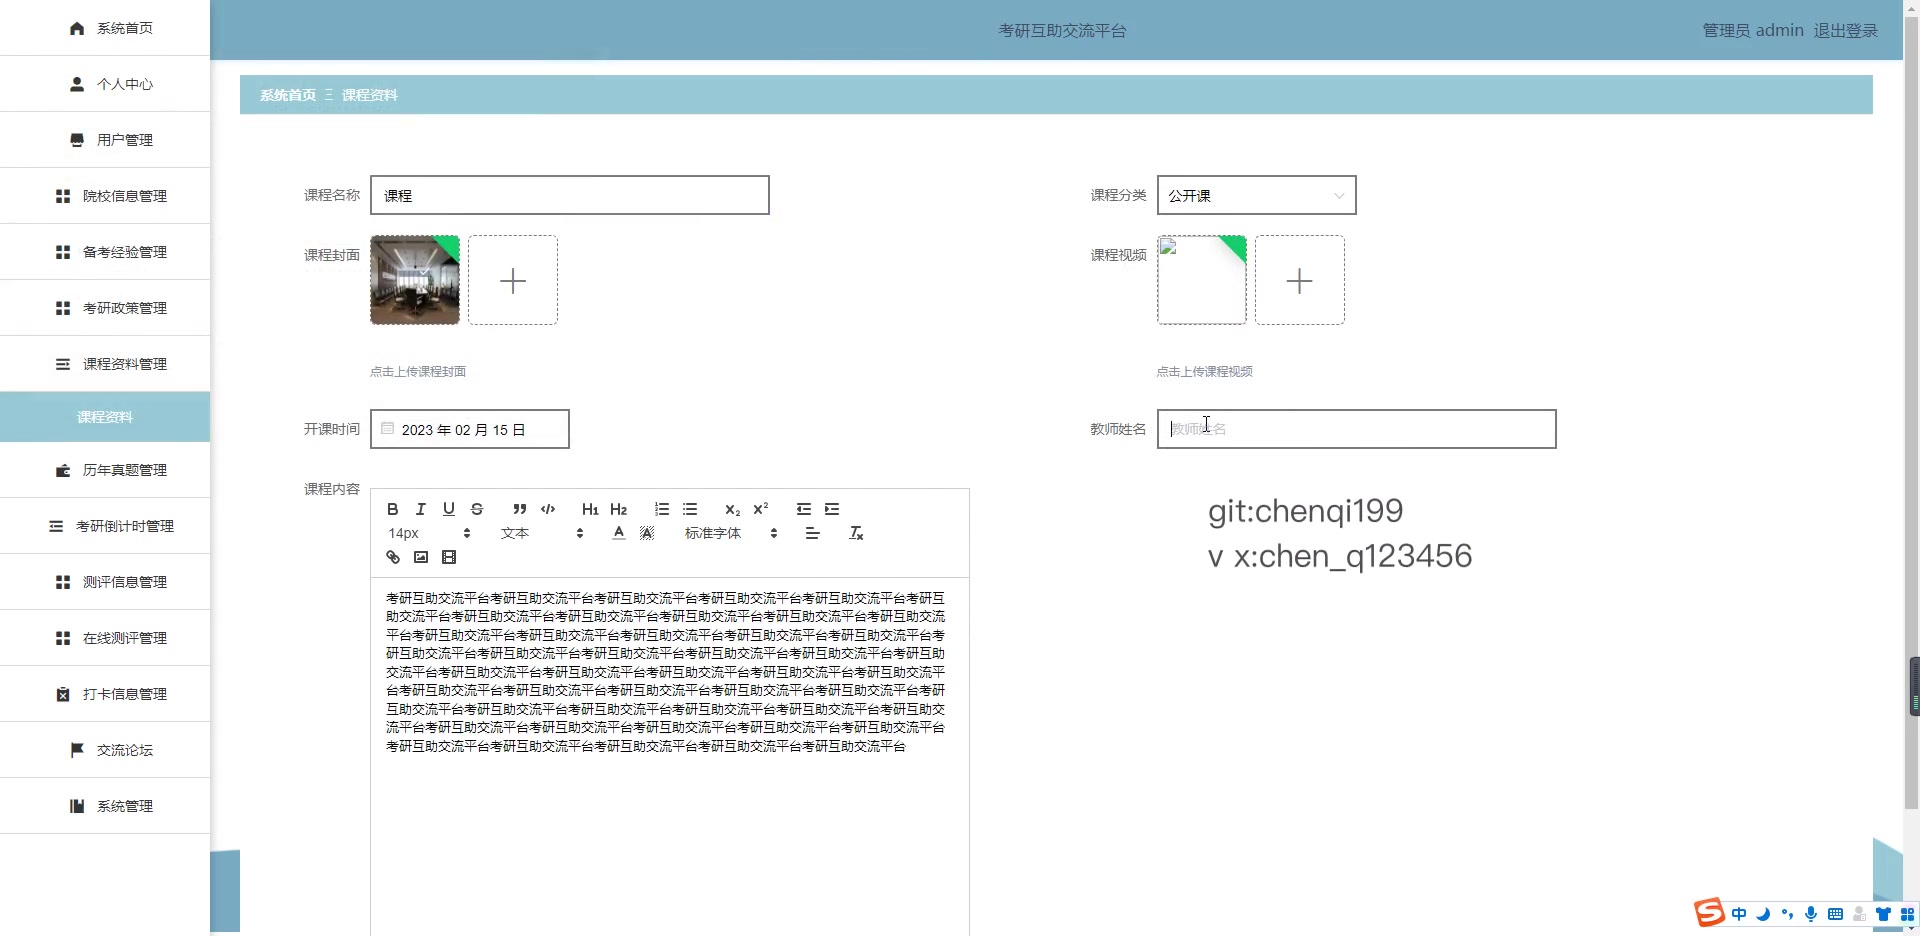 系统首页
个人中心
用户管理
院校信息管理
备考经验管理
考研政策管理
课程资料管理
课程资料
历年真题管理
考研倒计时管理
测评信息管理
在线测评管理
打卡信息管理
交流论坛
系统管理
考研互助交流平台
管理员 admin 退出登录
系统首页 Ξ 课程资料
课程名称 课程
课程分类 公开课
课程封面
课程视频
点击上传课程封面
点击上传课程视频
开课时间 2023 年 02 月 15 日
教师姓名 教师姓名
课程内容
B I U S H1 H2 X2 X2
14px 文本 A A 标准字体 Tx
考研互助交流平台考研互助交流平台考研互助交流平台考研互助交流平台考研互助交流平台考研互
助交流平台考研互助交流平台考研互助交流平台考研互助交流平台考研互助交流平台考研互助交流
平台考研互助交流平台考研互助交流平台考研互助交流平台考研互助交流平台考研互助交流平台考
研互助交流平台考研互助交流平台考研互助交流平台考研互助交流平台考研互助交流平台考研互助
交流平台考研互助交流平台考研互助交流平台考研互助交流平台考研互助交流平台考研互助交流平
台考研互助交流平台考研互助交流平台考研互助交流平台考研互助交流平台考研互助交流平台考研
互助交流平台考研互助交流平台考研互助交流平台考研互助交流平台考研互助交流平台考研互助交
流平台考研互助交流平台考研互助交流平台考研互助交流平台考研互助交流平台考研互助交流平台
考研互助交流平台考研互助交流平台考研互助交流平台考研互助交流平台考研互助交流平台
git:chenqi199
v x:chen_q123456
S 中